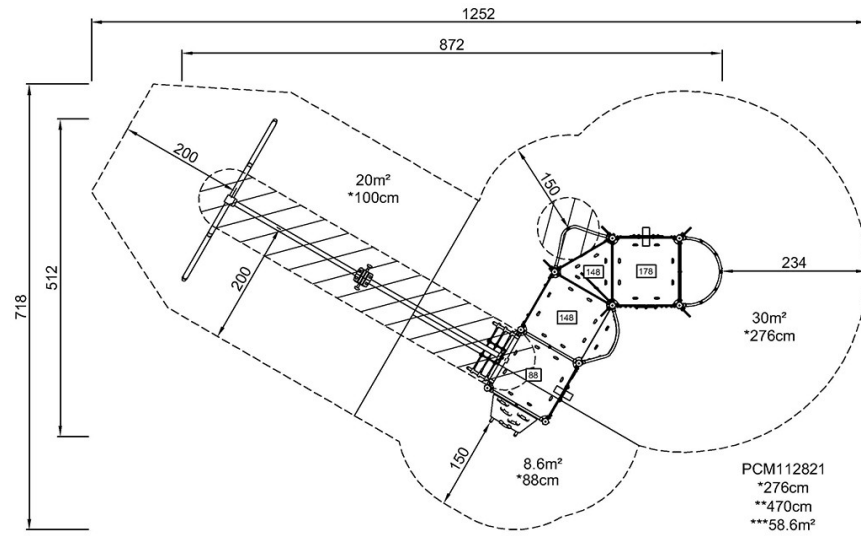 1252
872
200
20m²
*100cm
150
512
718
200
148
178
234
148
30m²
*276cm
88
150
8.6m²
*88cm
PCM112821
*276cm
**470cm
***58.6m²